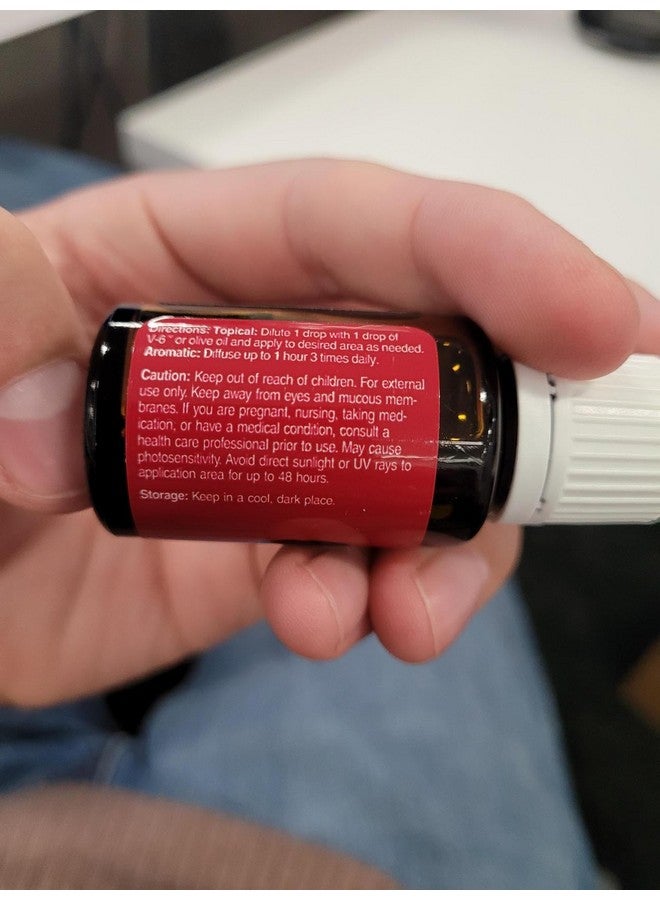 Directions: Topical: Dilute 1 drop with 1 drop of
V-6™ or olive oil and apply to desired area as needed.
Aromatic: Diffuse up to 1 hour 3 times daily.
Caution: Keep out of reach of children. For external
use only. Keep away from eyes and mucous mem-
branes. If you are pregnant, nursing, taking med-
ication, or have a medical condition, consult a
health care professional prior to use. May cause
photosensitivity. Avoid direct sunlight or UV rays to
application area for up to 48 hours.
Storage: Keep in a cool, dark place.